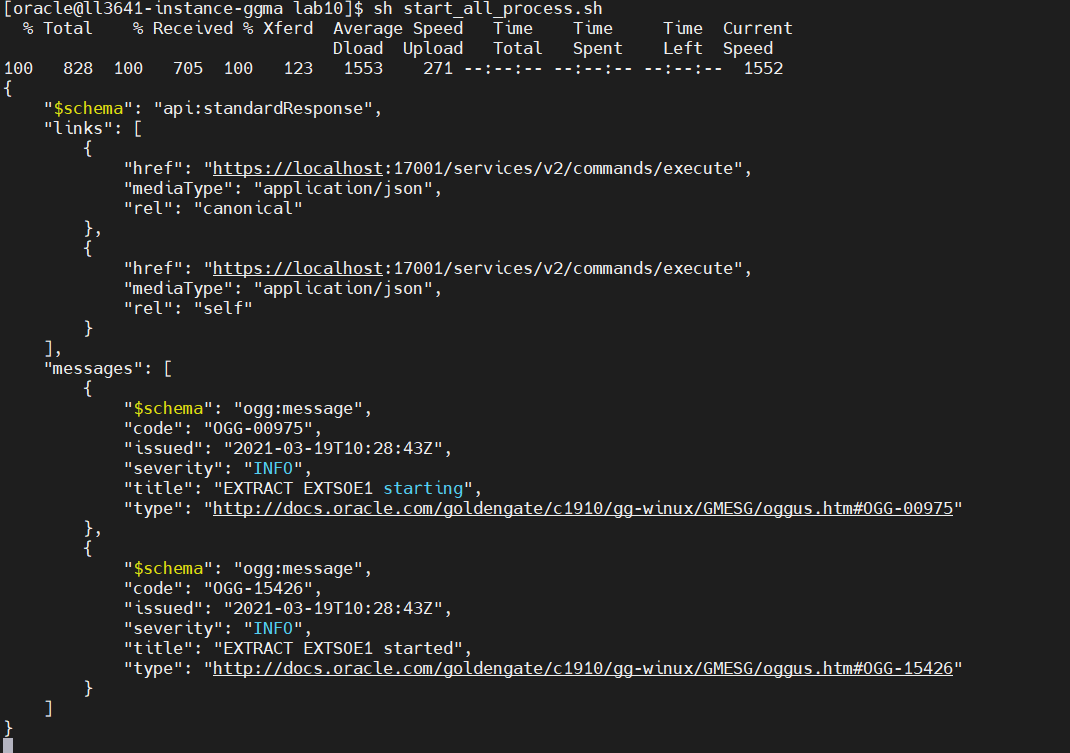 [oracle@ll3641-instance-ggma lab10]$ sh start_all_process.sh
  % Total    % Received % Xferd  Average Speed   Time    Time     Time  Current
                                 Dload  Upload   Total   Spent    Left  Speed
100   828  100   705  100   123   1553    271 --:--:-- --:--:-- --:--:--  1552
{
    "$schema": "api:standardResponse",
    "links": [
        {
            "href": "https://localhost:17001/services/v2/commands/execute",
            "mediaType": "application/json",
            "rel": "canonical"
        },
        {
            "href": "https://localhost:17001/services/v2/commands/execute",
            "mediaType": "application/json",
            "rel": "self"
        }
    ],
    "messages": [
        {
            "$schema": "ogg:message",
            "code": "OGG-00975",
            "issued": "2021-03-19T10:28:43Z",
            "severity": "INFO",
            "title": "EXTRACT EXTSOE1 starting",
            "type": "http://docs.oracle.com/goldengate/c1910/gg-winux/GMESG/oggus.htm#OGG-00975"
        },
        {
            "$schema": "ogg:message",
            "code": "OGG-15426",
            "issued": "2021-03-19T10:28:43Z",
            "severity": "INFO",
            "title": "EXTRACT EXTSOE1 started",
            "type": "http://docs.oracle.com/goldengate/c1910/gg-winux/GMESG/oggus.htm#OGG-15426"
        }
    ]
}